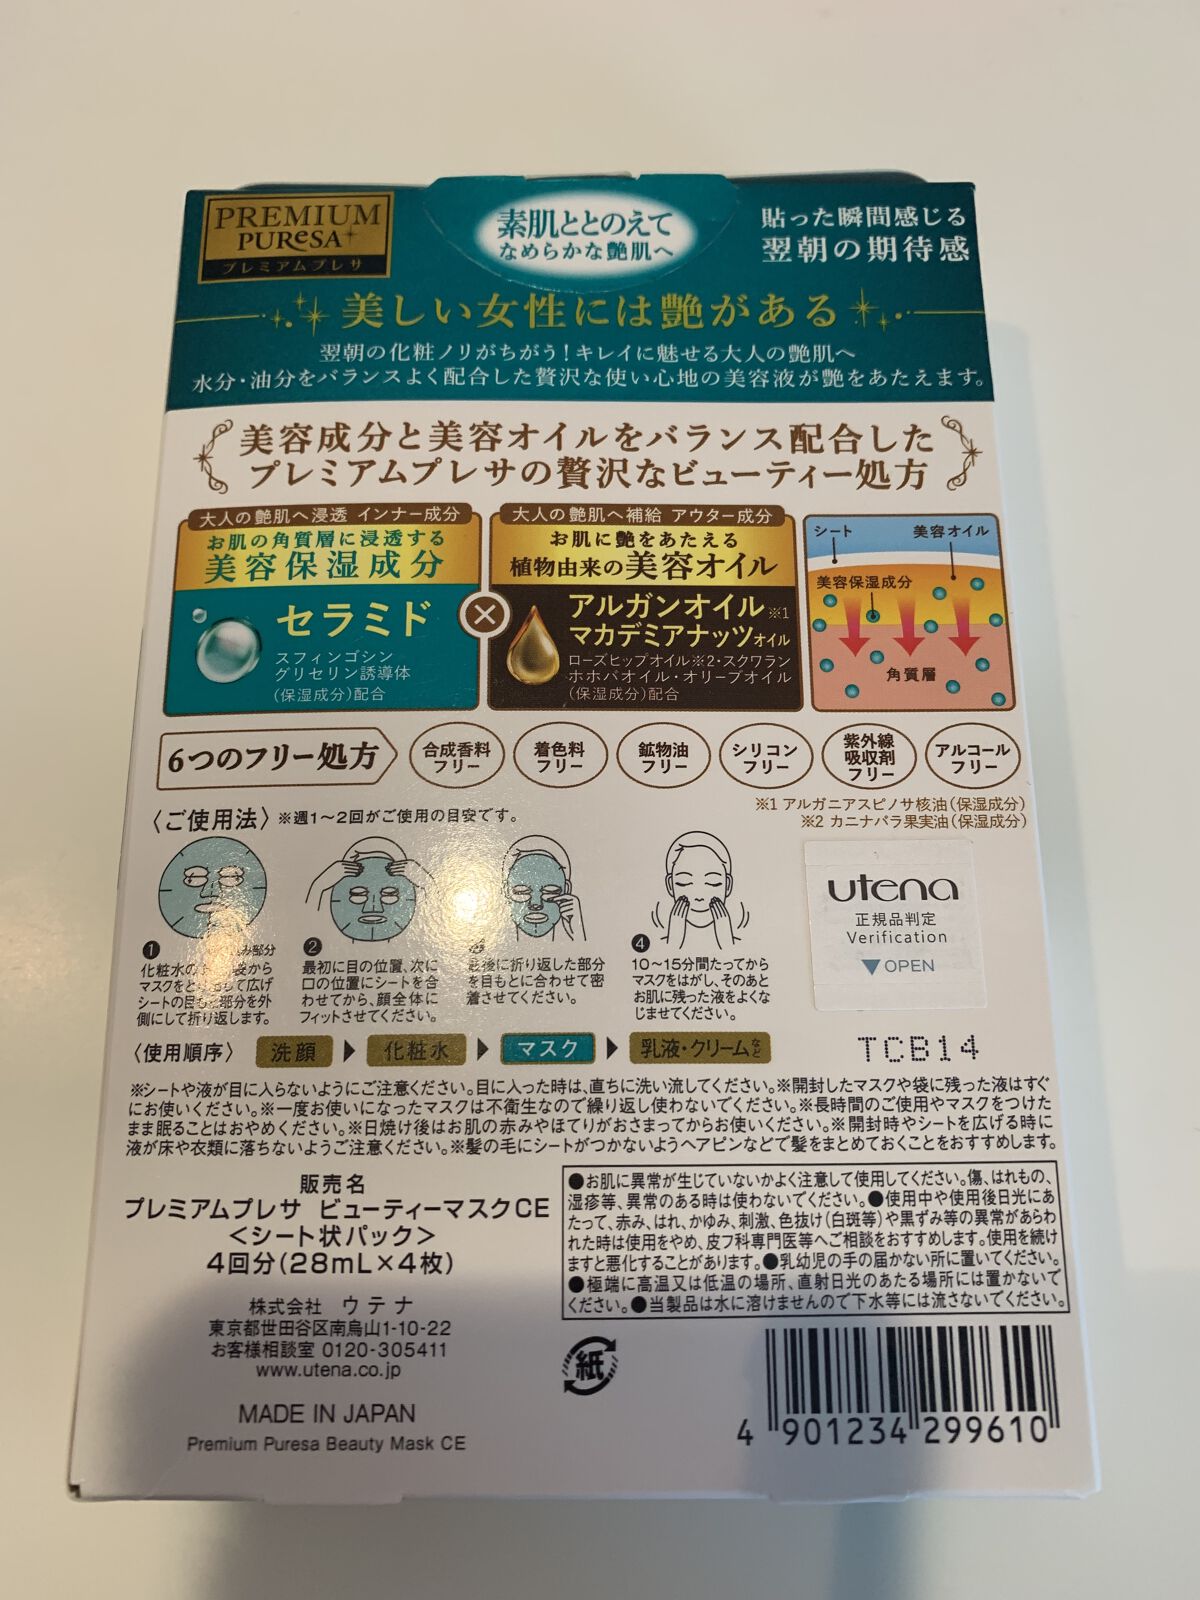 PREMIUM
PUReSA
プレミアムプレサ
素肌ととのえて
なめらかな艶肌へ
貼った瞬間感じる
翌朝の期待感
美しい女性には艶がある
翌朝の化粧ノリがちがう!キレイに魅せる大人の艶肌へ
水分・油分をバランスよく配合した贅沢な使い心地の美容液が艶をあたえます。
美容成分と美容オイルをバランス配合した
プレミアムプレサの贅沢なビューティー処方
大人の艶肌へ浸透 インナー成分
お肌の角質層に浸透する
美容保湿成分
セラミド
スフィンゴシン
グリセリン誘導体
(保湿成分)配合
×
大人の艶肌へ補給 アウター成分
お肌に艶をあたえる
植物由来の美容オイル
アルガンオイル※1
マカデミアナッツオイル
ローズヒップオイル※2・スクワラン
ホホバオイル・オリーブオイル
(保湿成分)配合
シート
美容オイル
美容保湿成分
角質層
6つのフリー処方
合成香料
フリー
着色料
フリー
鉱物油
フリー
シリコン
フリー
紫外線
吸収剤
フリー
アルコール
フリー
※1 アルガニアスピノサ核油(保湿成分)
※2 カニナバラ果実油(保湿成分)
〈ご使用法〉※週1〜2回がご使用の目安です。
1
み部分
化粧水の
袋から
マスクを
して広げ
シートの目も
部分を外
側にして折り返します。
2
最初に目の位置、次に
口の位置にシートを合
わせてから、顔全体に
フィットさせてください。
最後に折り返した部分
を目もとに合わせて密
着させてください。
4
10〜15分間たってから
マスクをはがし、そのあと
お肌に残った液をよくな
じませてください。
utena
正規品判定
Verification
▼OPEN
〈使用順序〉 洗顔 ▶ 化粧水 ▶ マスク ▶ 乳液・クリームなど
TCB14
※シートや液が目に入らないようにご注意ください。目に入った時は、直ちに洗い流してください。※開封したマスクや袋に残った液はすぐ
にお使いください。※一度お使いになったマスクは不衛生なので繰り返し使わないでください。※長時間のご使用やマスクをつけた
まま眠ることはおやめください。※日焼け後はお肌の赤みやほてりがおさまってからお使いください。※開封時やシートを広げる時に
液が床や衣類に落ちないようご注意ください。※髪の毛にシートがつかないようヘアピンなどで髪をまとめておくことをおすすめします。
販売名
プレミアムプレサ ビューティーマスクCE
<シート状パック>
4回分(28mL×4枚)
株式会社 ウテナ
東京都世田谷区南烏山1-10-22
お客様相談室 0120-305411
www.utena.co.jp
MADE IN JAPAN
Premium Puresa Beauty Mask CE
●お肌に異常が生じていないかよく注意して使用してください。傷、はれもの、
湿疹等、異常のある時は使わないでください。●使用中や使用後日光にあ
たって、赤み、はれ、かゆみ、刺激、色抜け(白斑等)や黒ずみ等の異常があらわ
れた時は使用をやめ、皮フ科専門医等へご相談をおすすめします。使用を続け
ますと悪化することがあります。●乳幼児の手の届かない所に置いてください。
●極端に高温又は低温の場所、直射日光のあたる場所には置かないで
ください。●当製品は水に溶けませんので下水等には流さないでください。
紙
4 901234 299610